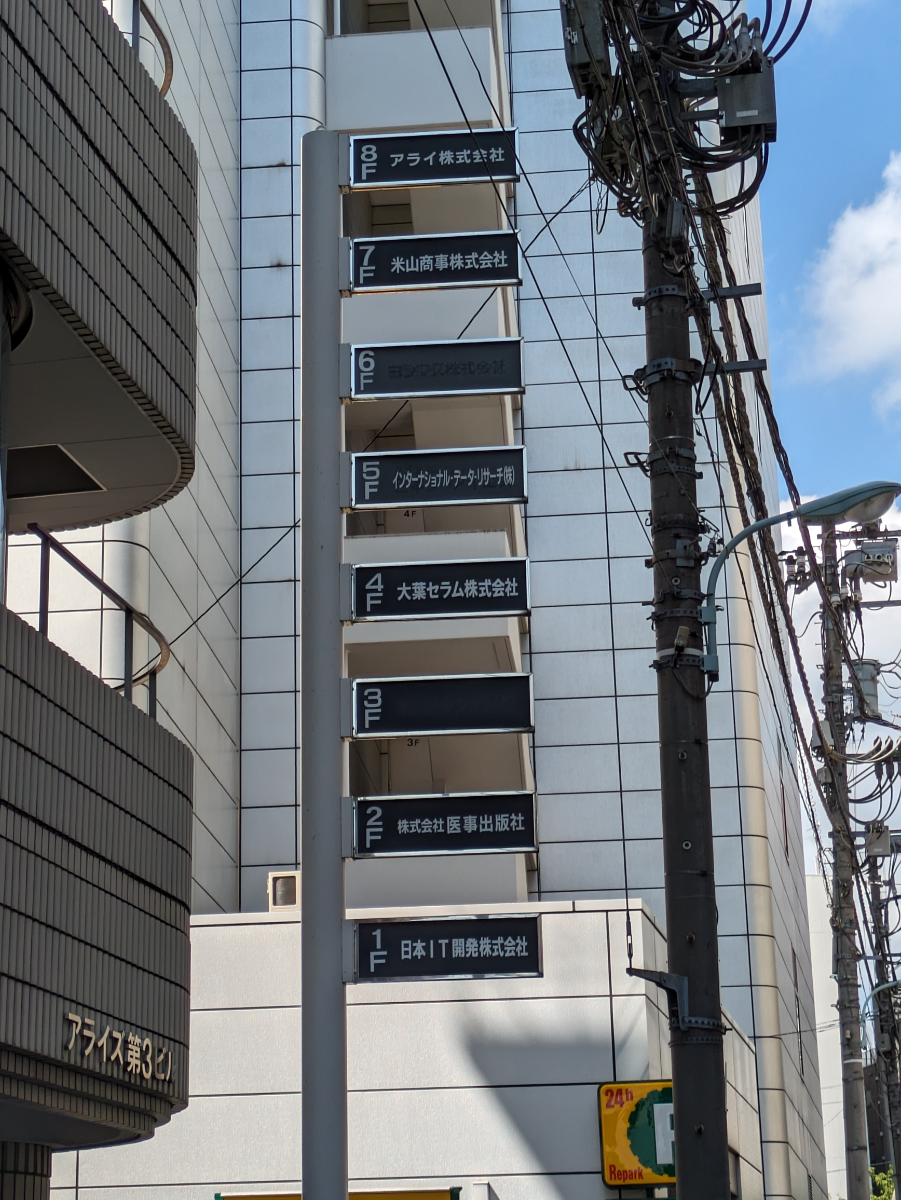 8F アライ株式会社
7F 米山商事株式会社
6F
5F インターナショナル・データ・リサーチ㈱
4F
4F 大葉セラム株式会社
3F
3F
2F 株式会社 医事出版社
1F 日本IT開発株式会社
アライズ第3ビル
24h
Repark